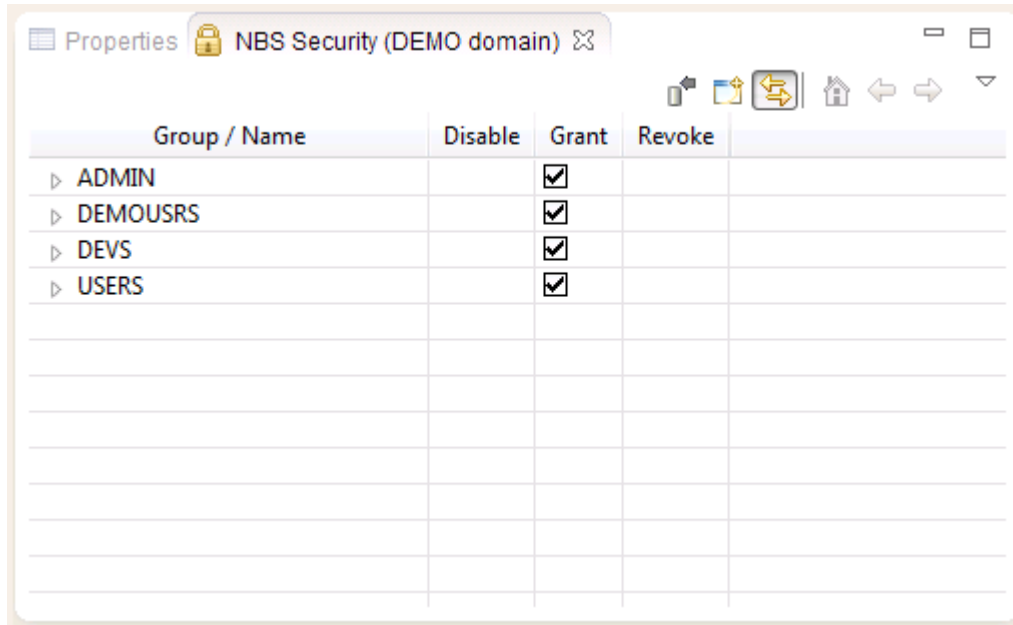 Properties NBS Security (DEMO domain)
Group / Name Disable Grant Revoke
ADMIN
DEMOUSRS
DEVS
USERS